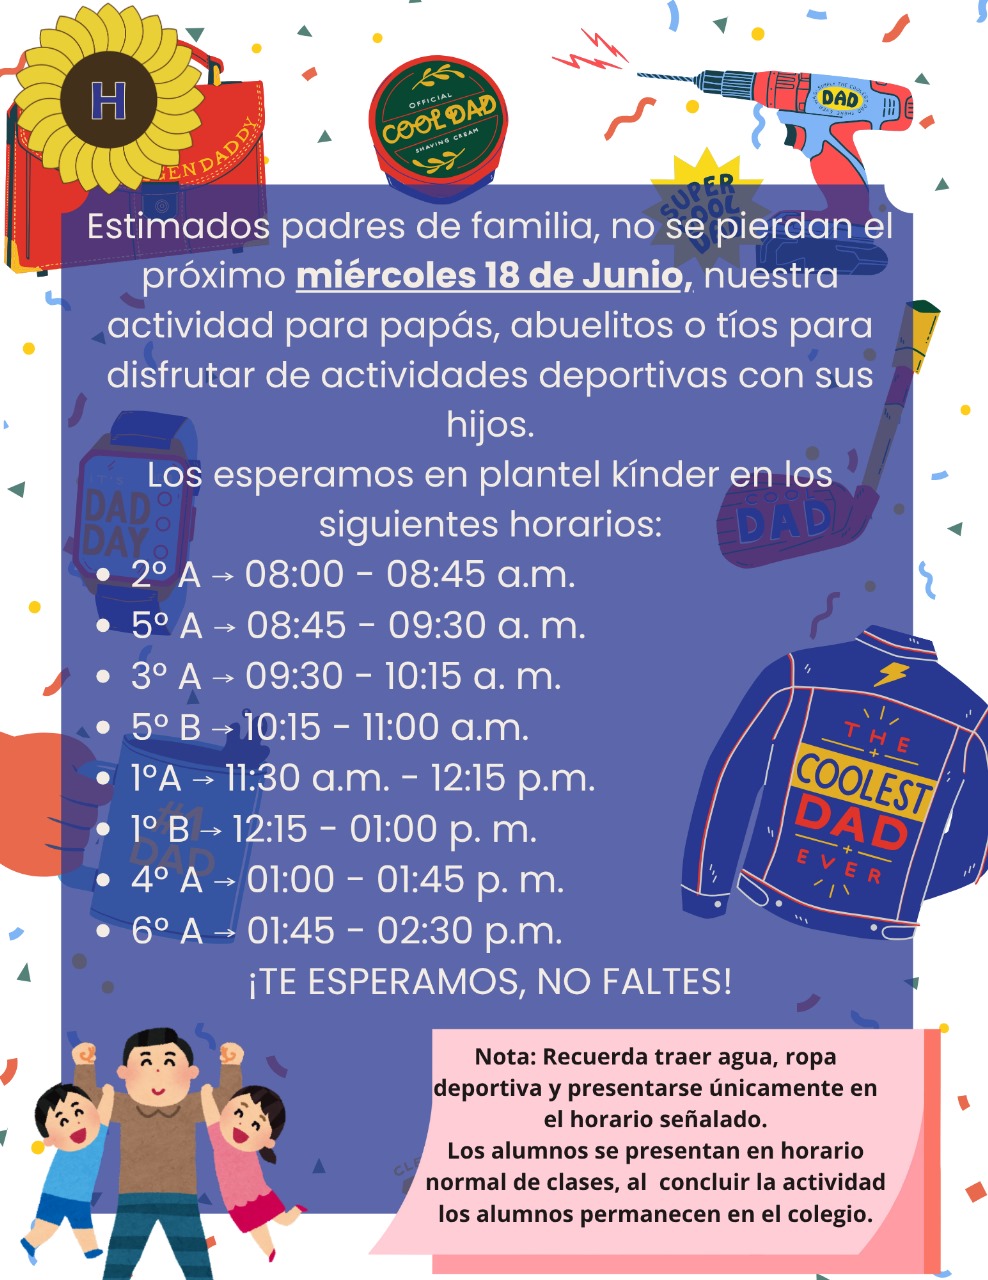 H
GEN DADDY
OFFICIAL
COOL DAD
SHAVING CREAM
DAD
SUPER
COOL
Estimados padres de familia, no se pierdan el
próximo miércoles 18 de Junio, nuestra
actividad para papás, abuelitos o tíos para
disfrutar de actividades deportivas con sus
hijos.
Los esperamos en plantel kínder en los
siguientes horarios:
• 2º A → 08:00 - 08:45 a.m.
• 5º A → 08:45 - 09:30 a. m.
• 3º A → 09:30 - 10:15 a. m.
• 5º B → 10:15 - 11:00 a.m.
• 1ºA → 11:30 a.m. - 12:15 p.m.
• 1º B → 12:15 - 01:00 p. m.
• 4º A → 01:00 - 01:45 p. m.
• 6º A → 01:45 - 02:30 p.m.
¡TE ESPERAMOS, NO FALTES!
IT'S
DAD
DAY
DAD
#1
DAD
THE
COOLEST
DAD
EVER
Nota: Recuerda traer agua, ropa
deportiva y presentarse únicamente en
el horario señalado.
Los alumnos se presentan en horario
normal de clases, al  concluir la actividad
los alumnos permanecen en el colegio.